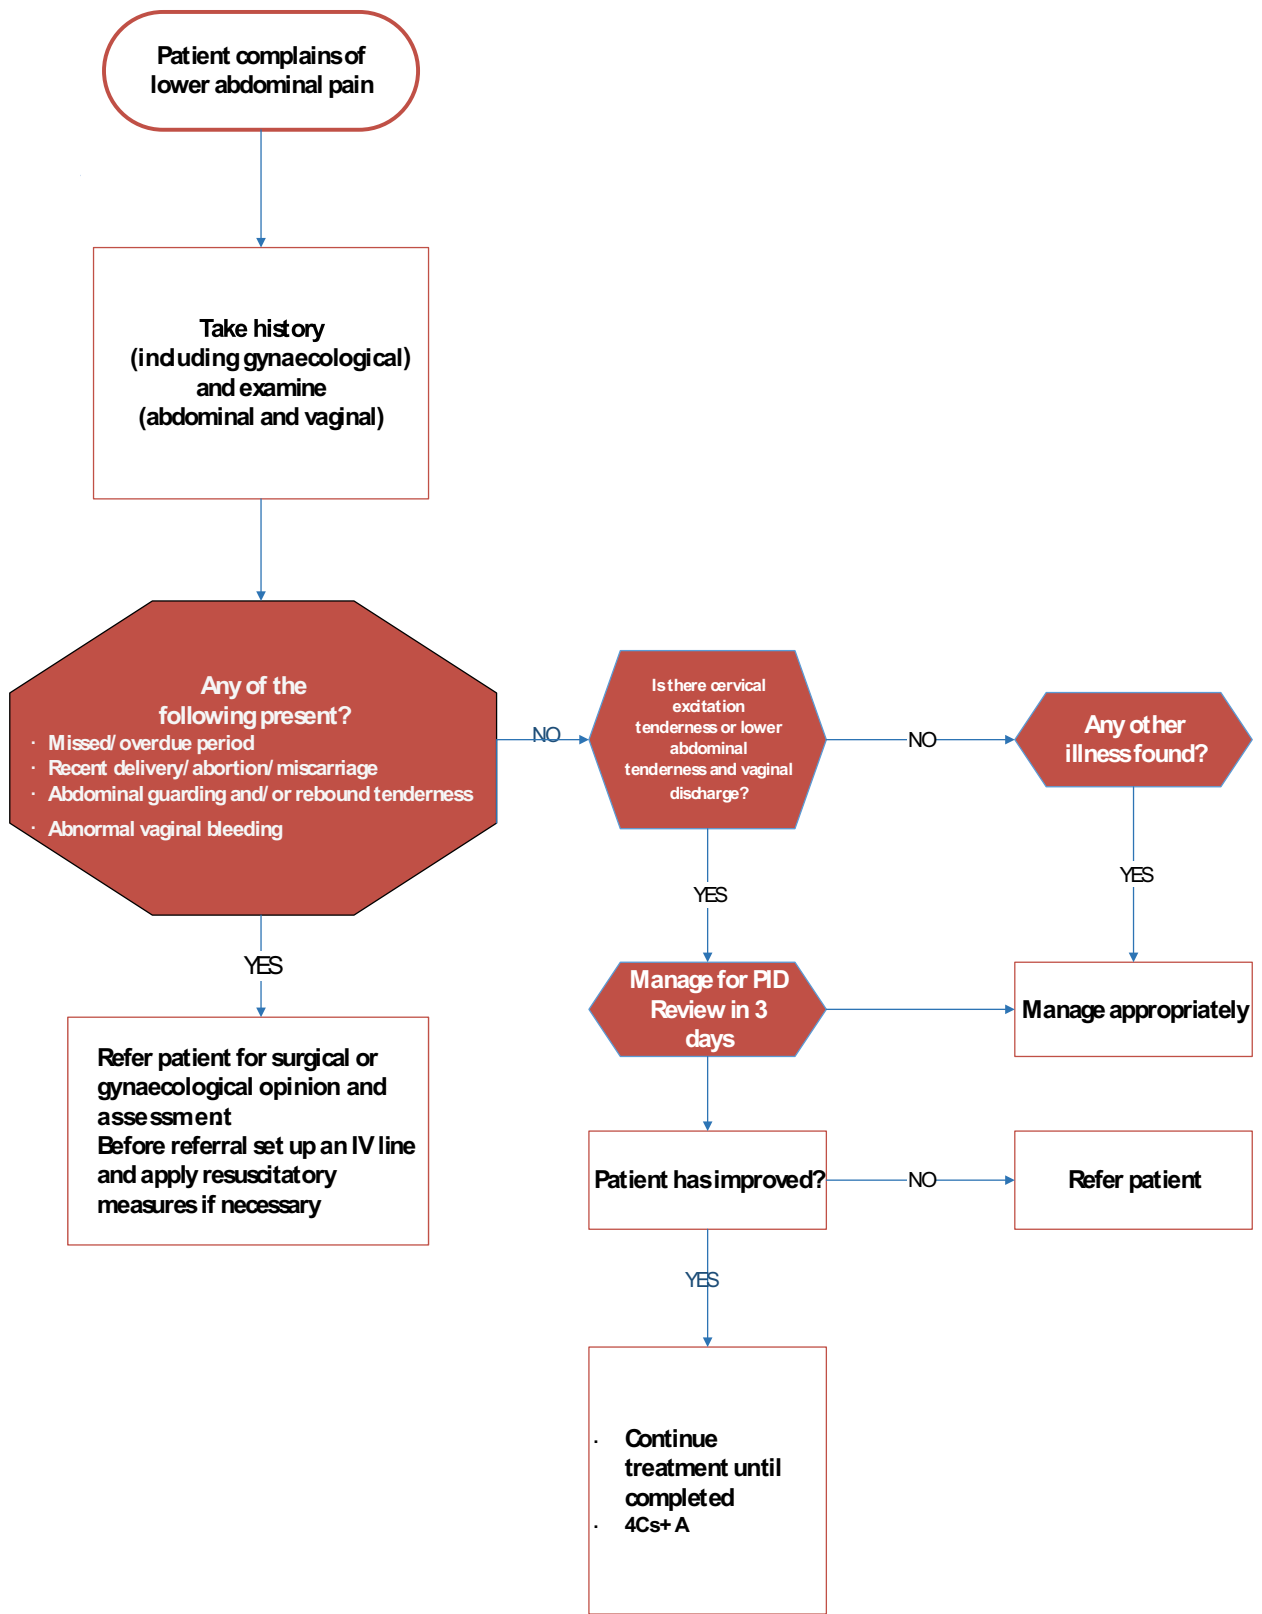 Patient complains of
lower abdominal pain
Take history
(including gynaecological)
and examine
(abdominal and vaginal)
Any of the
following present?
· Missed/ overdue period
· Recent delivery/ abortion/ miscarriage
· Abdominal guarding and/ or rebound tenderness
· Abnormal vaginal bleeding
NO
Is there cervical
excitation
tenderness or lower
abdominal
tenderness and vaginal
discharge?
NO
Any other
illness found?
YES
YES
YES
Manage for PID
Review in 3
days
Manage appropriately
Refer patient for surgical or
gynaecological opinion and
assessment.
Before referral set up an IV line
and apply resuscitatory
measures if necessary
Patient has improved?
NO
Refer patient
YES
· Continue
treatment until
completed
· 4Cs+ A